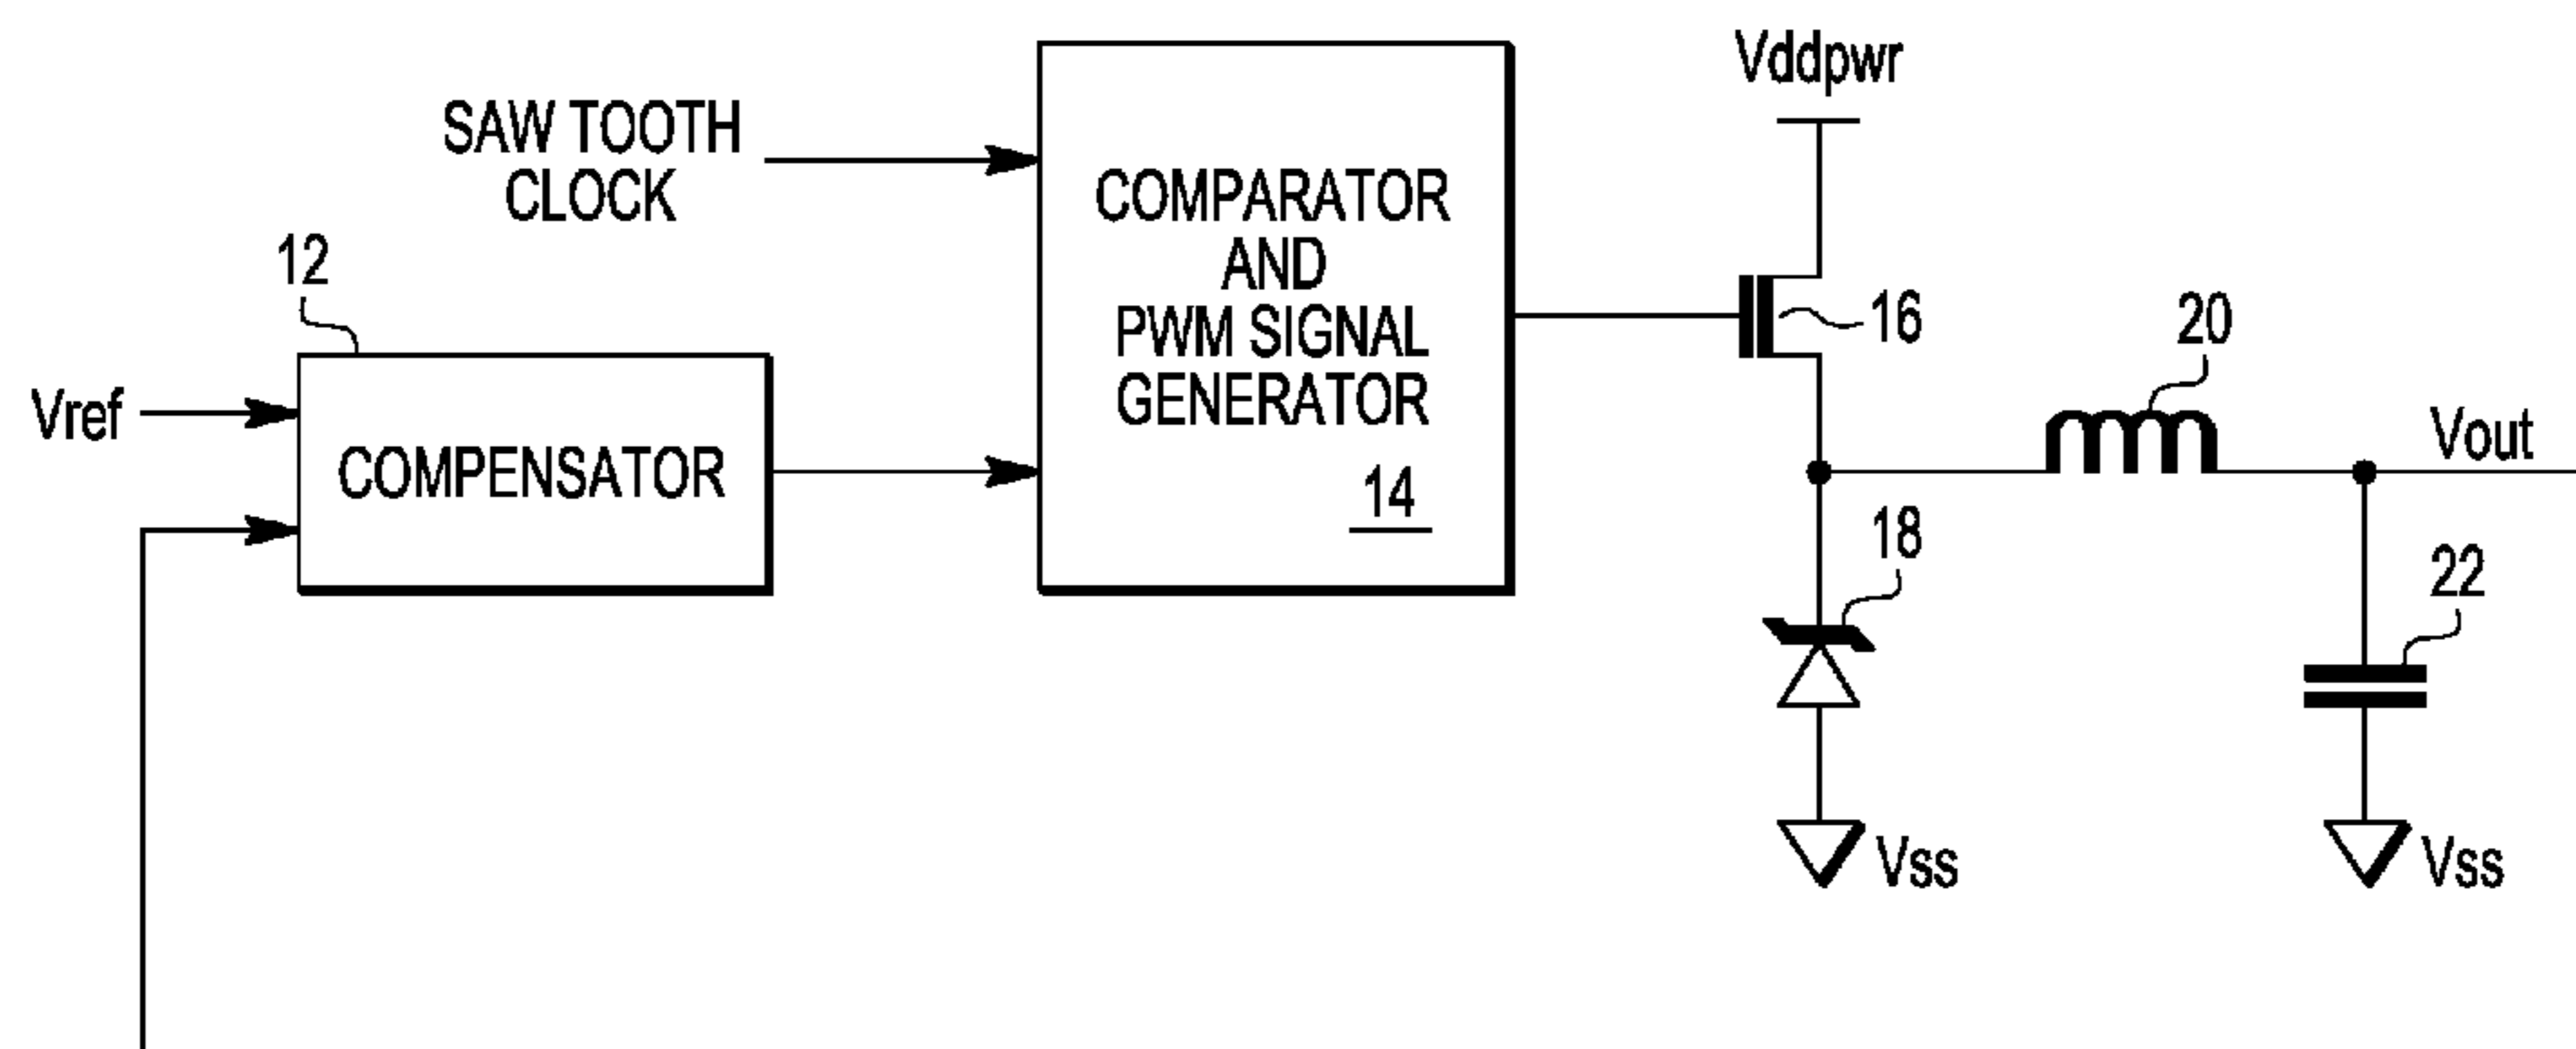 Vddpwr
SAW TOOTH
CLOCK
COMPARATOR
AND
PWM SIGNAL
GENERATOR
14
12
Vref
COMPENSATOR
16
20
Vout
18
22
Vss
Vss